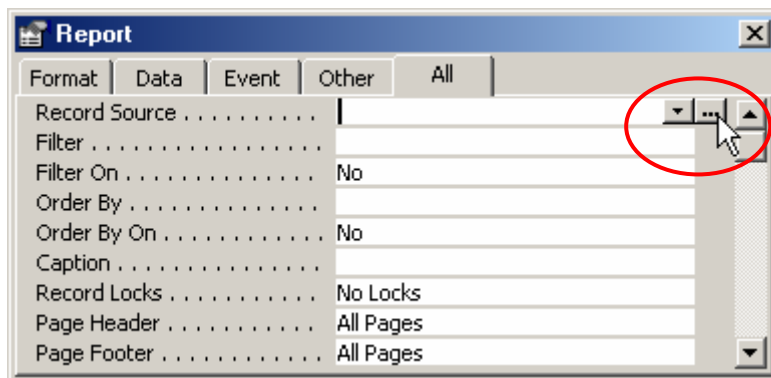 Report
Format Data Event Other All
Record Source . . . . . . . . . . ...
Filter . . . . . . . . . . . . . . . . . .
Filter On . . . . . . . . . . . . . . . No
Order By . . . . . . . . . . . . . . .
Order By On . . . . . . . . . . . . No
Caption . . . . . . . . . . . . . . . .
Record Locks . . . . . . . . . . . No Locks
Page Header . . . . . . . . . . . All Pages
Page Footer . . . . . . . . . . . . All Pages